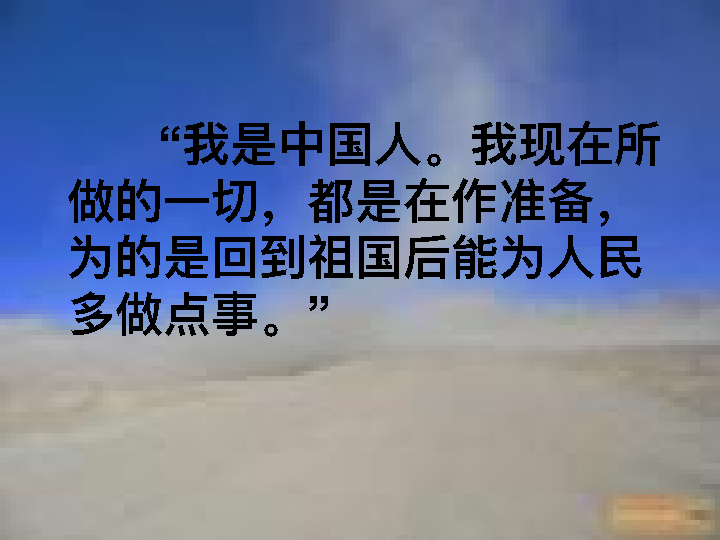 “我是中国人。我现在所
做的一切，都是在作准备，
为的是回到祖国后能为人民
多做点事。”